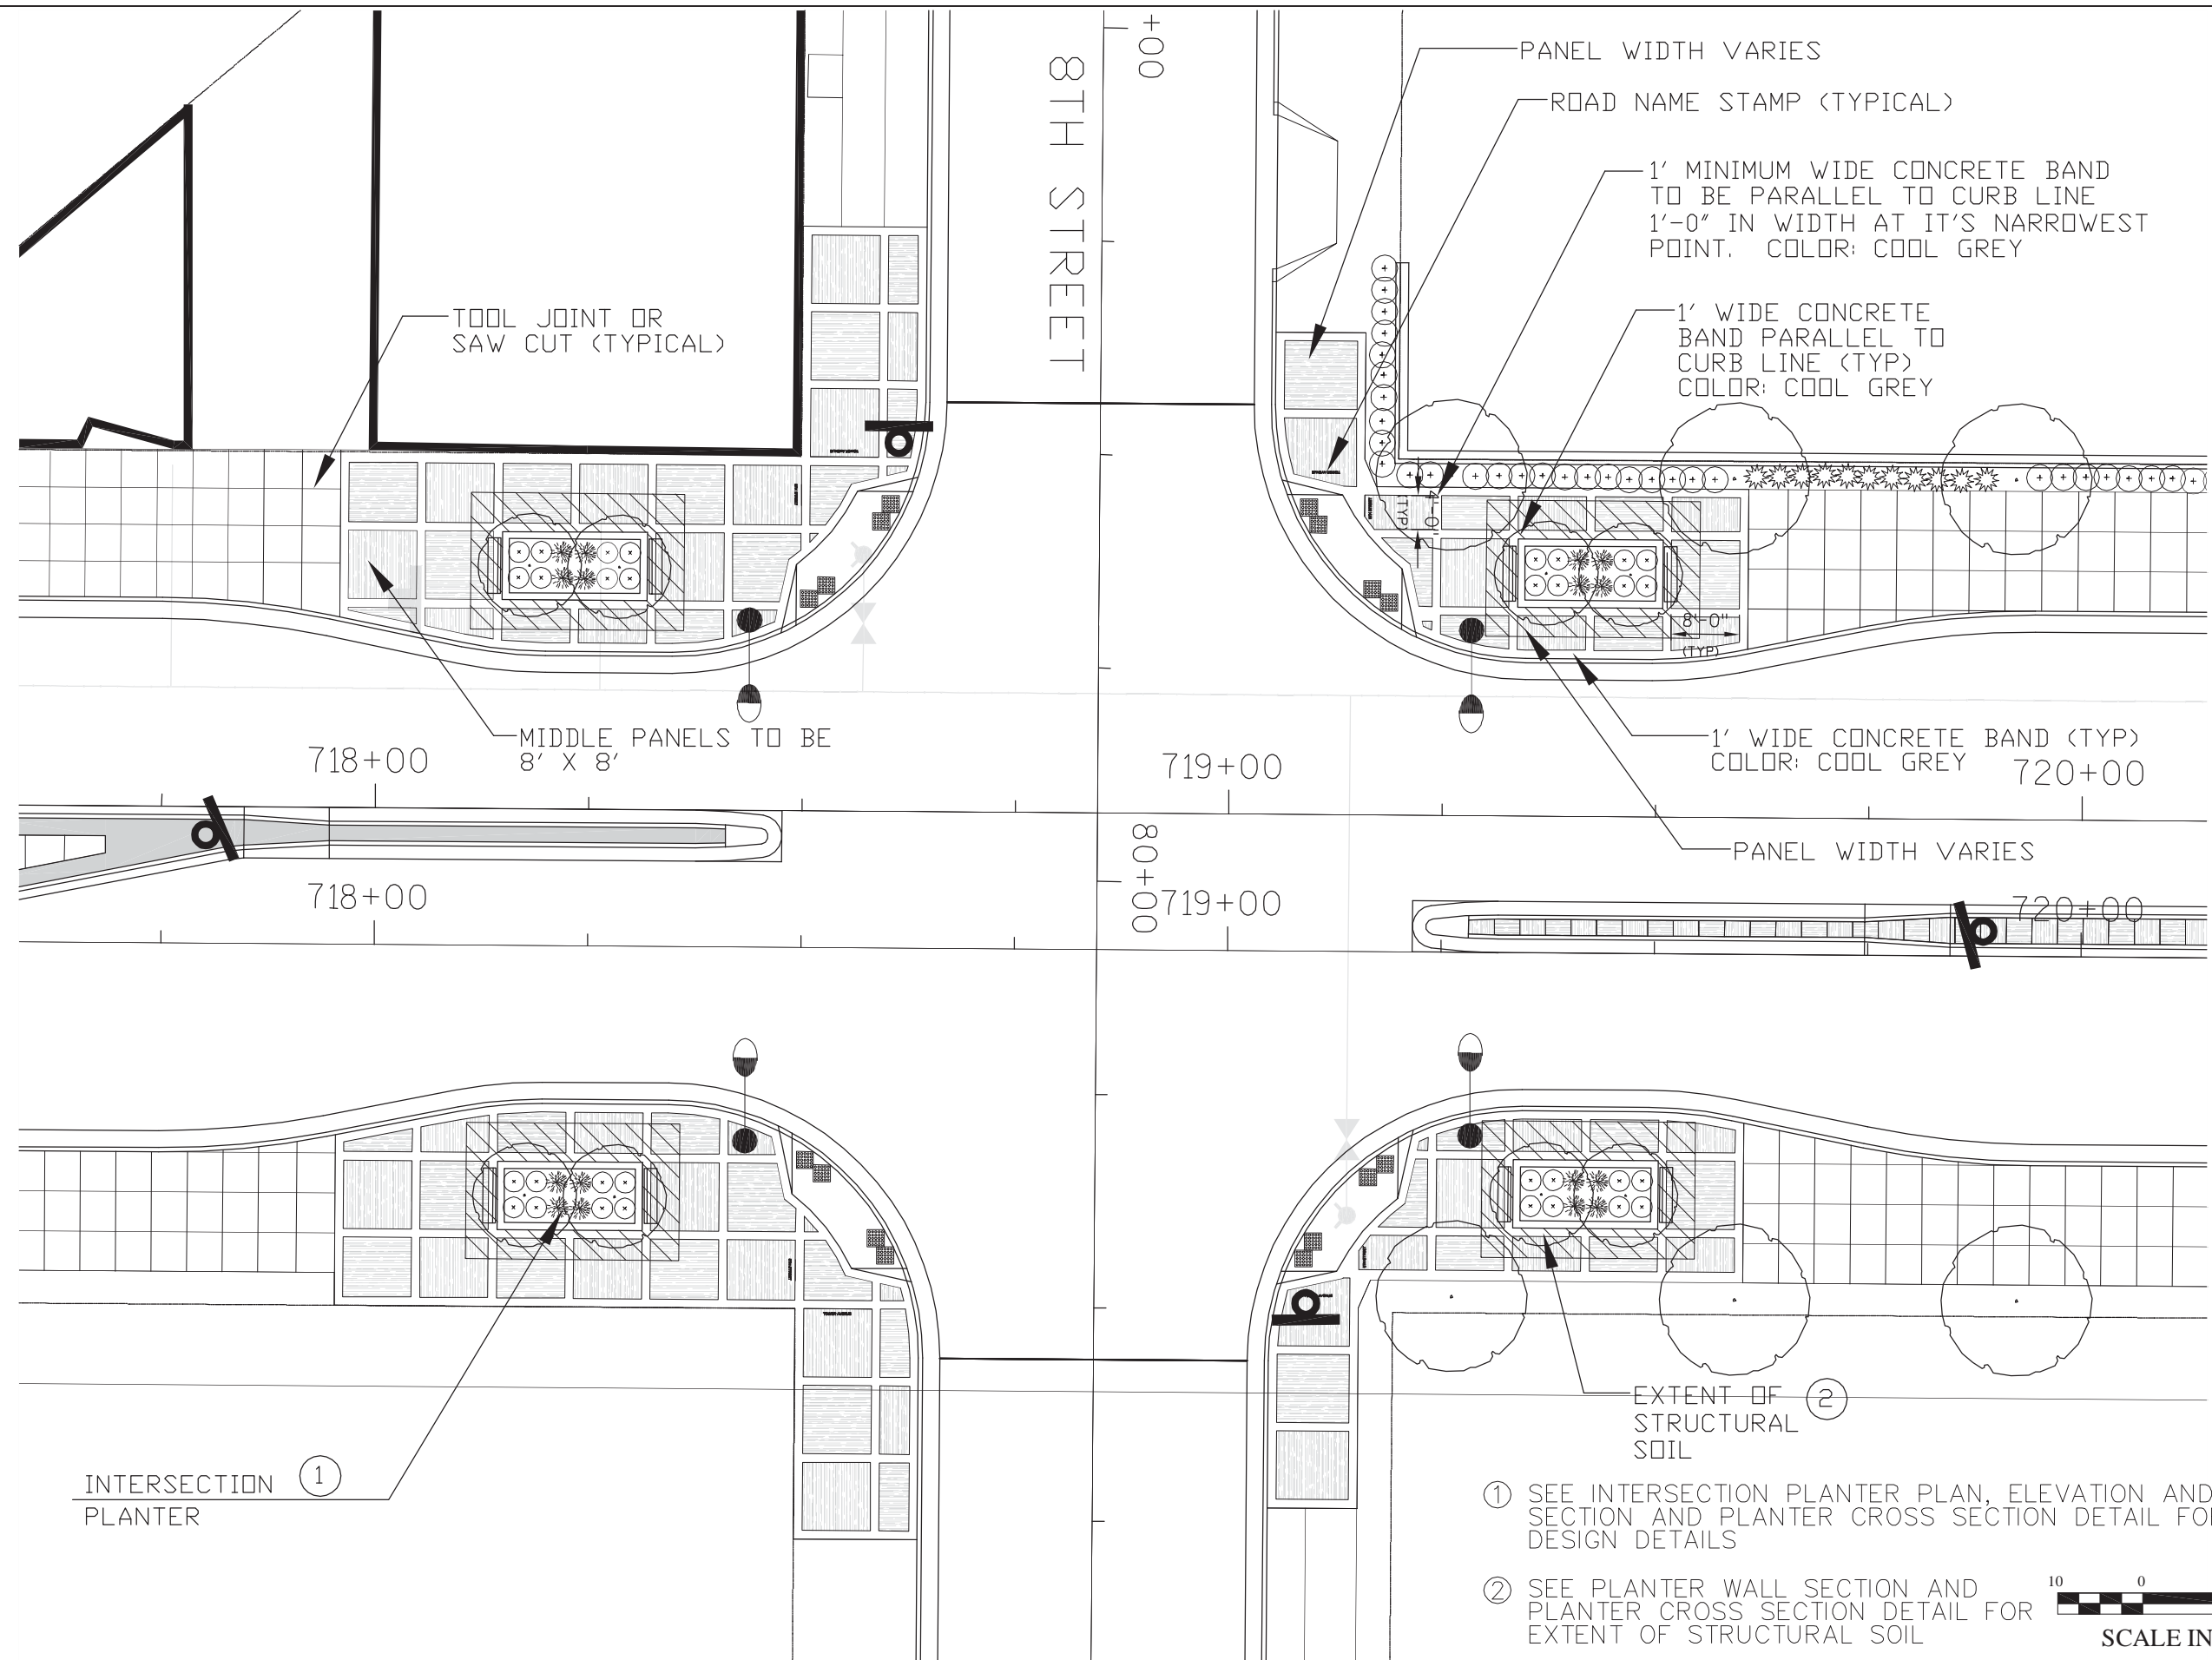 +00
8TH STREET
PANEL WIDTH VARIES
ROAD NAME STAMP (TYPICAL)
1' MINIMUM WIDE CONCRETE BAND
TO BE PARALLEL TO CURB LINE
1'-0" IN WIDTH AT IT'S NARROWEST
POINT. COLOR: COOL GREY
1' WIDE CONCRETE
BAND PARALLEL TO
CURB LINE (TYP)
COLOR: COOL GREY
TOOL JOINT OR
SAW CUT (TYPICAL)
4'-0"
(TYP)
8'-0"
(TYP)
MIDDLE PANELS TO BE
8' X 8'
1' WIDE CONCRETE BAND (TYP)
COLOR: COOL GREY
718+00
719+00
720+00
PANEL WIDTH VARIES
80+00
718+00
719+00
720+00
EXTENT OF
STRUCTURAL
SOIL
2
INTERSECTION
PLANTER
1
1 SEE INTERSECTION PLANTER PLAN, ELEVATION AND
SECTION AND PLANTER CROSS SECTION DETAIL FO
DESIGN DETAILS
2 SEE PLANTER WALL SECTION AND
PLANTER CROSS SECTION DETAIL FOR
EXTENT OF STRUCTURAL SOIL
10 0
SCALE IN